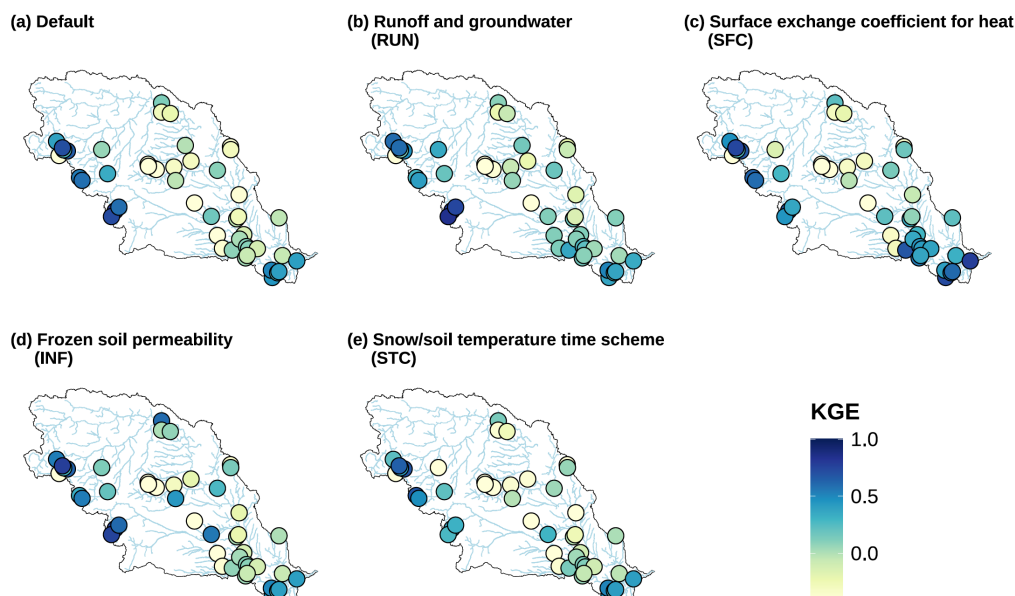 (a) Default
(b) Runoff and groundwater
(RUN)
(c) Surface exchange coefficient for heat
(SFC)
(d) Frozen soil permeability
(INF)
(e) Snow/soil temperature time scheme
(STC)
KGE
1.0
0.5
0.0